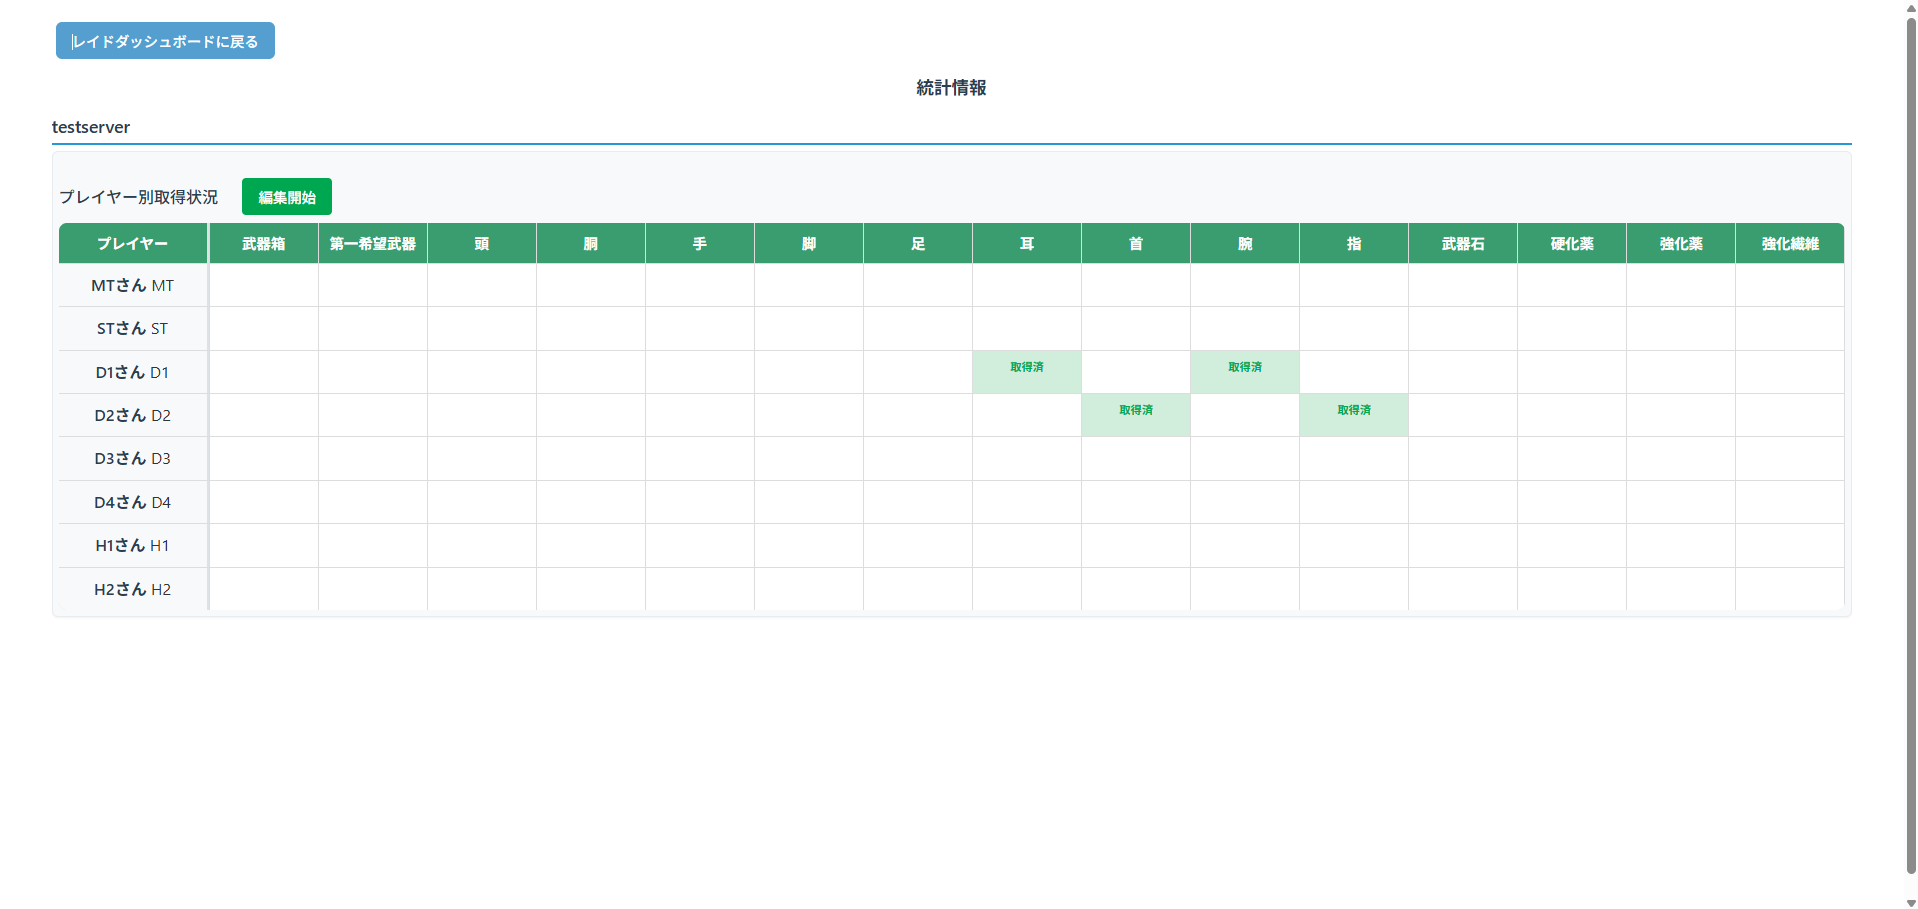 レイドダッシュボードに戻る
統計情報
testserver
プレイヤー別取得状況 編集開始
プレイヤー 武器箱 第一希望武器 頭 胴 手 脚 足 耳 首 腕 指 武器石 硬化薬 強化薬 強化繊維
MTさん MT
STさん ST
D1さん D1 取得済 取得済
D2さん D2 取得済 取得済
D3さん D3
D4さん D4
H1さん H1
H2さん H2